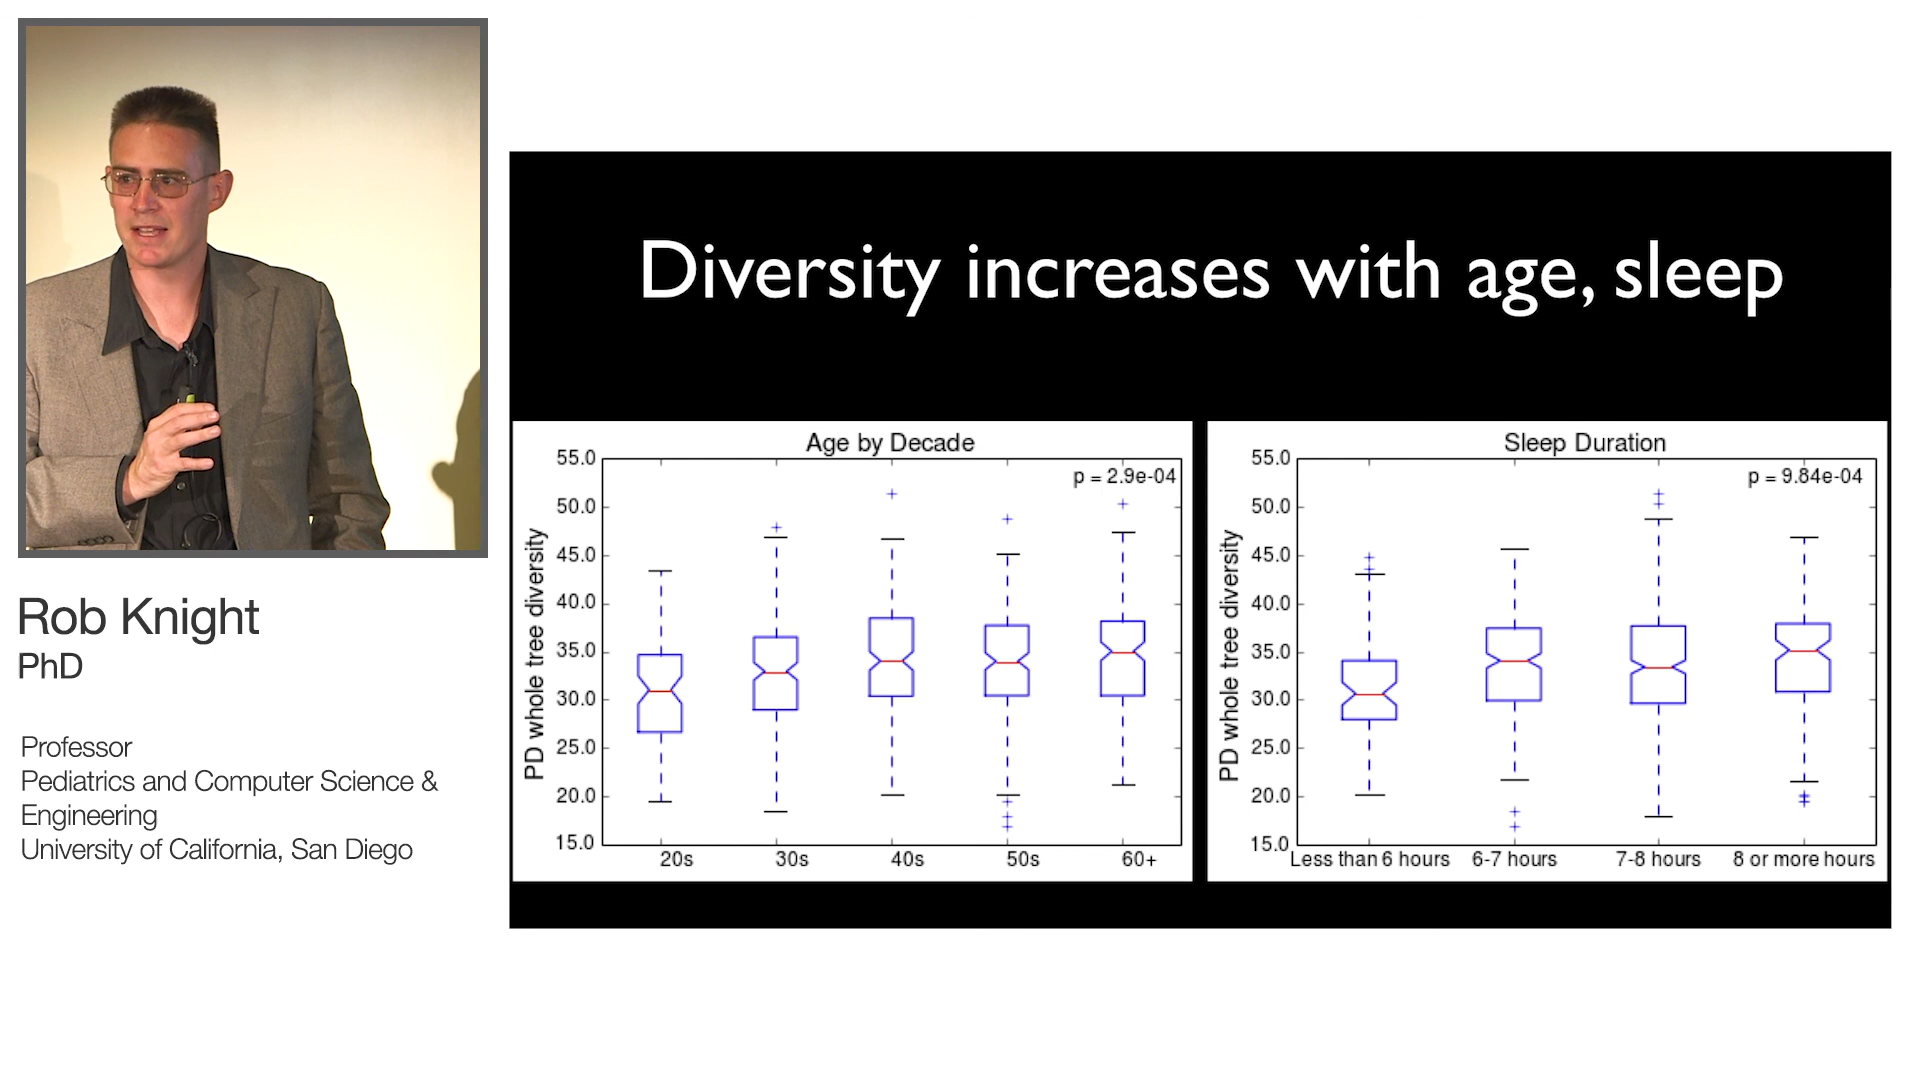 Rob Knight
PhD
Professor
Pediatrics and Computer Science &
Engineering
University of California, San Diego
Diversity increases with age, sleep
Age by Decade
p = 2.9e-04
PD whole tree diversity
55.0
50.0
45.0
40.0
35.0
30.0
25.0
20.0
15.0
20s 30s 40s 50s 60+
Sleep Duration
p = 9.84e-04
PD whole tree diversity
55.0
50.0
45.0
40.0
35.0
30.0
25.0
20.0
15.0
Less than 6 hours 6-7 hours 7-8 hours 8 or more hours